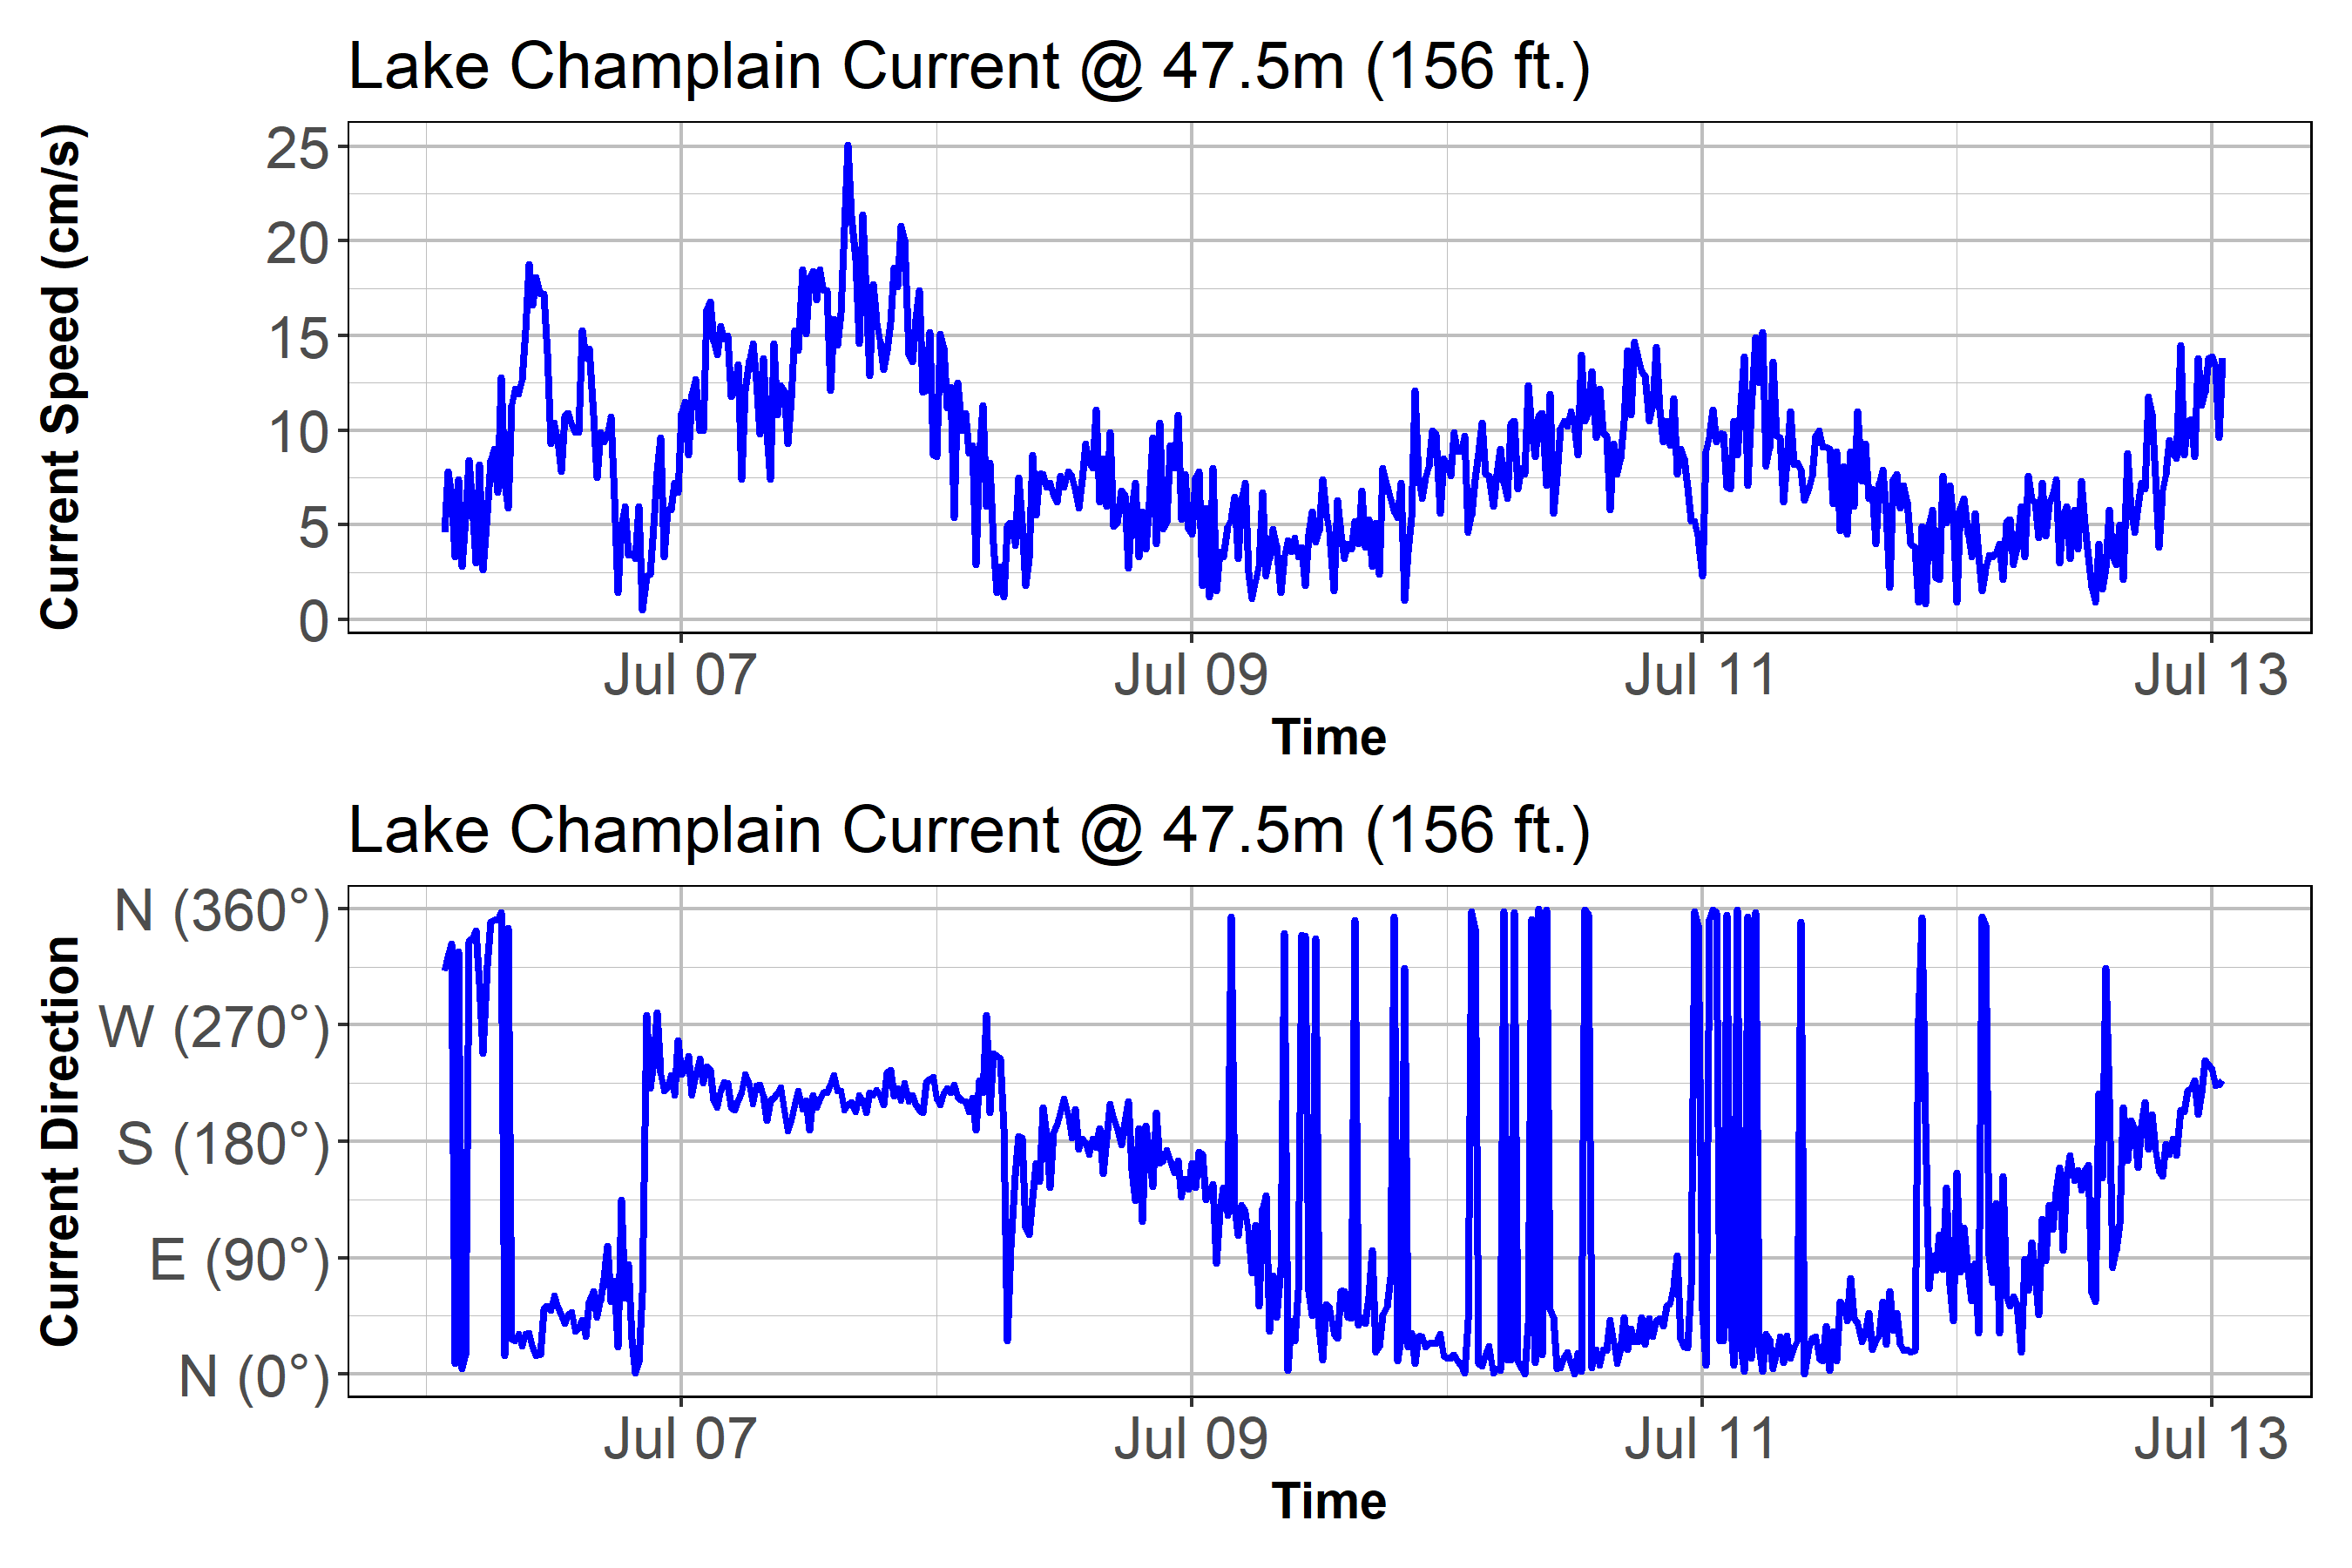 Lake Champlain Current @ 47.5m (156 ft.)
Current Speed (cm/s)
25
20
15
10
5
0
Jul 07 Jul 09 Jul 11 Jul 13
Time
Lake Champlain Current @ 47.5m (156 ft.)
Current Direction
N (360°)
W (270°)
S (180°)
E (90°)
N (0°)
Jul 07 Jul 09 Jul 11 Jul 13
Time